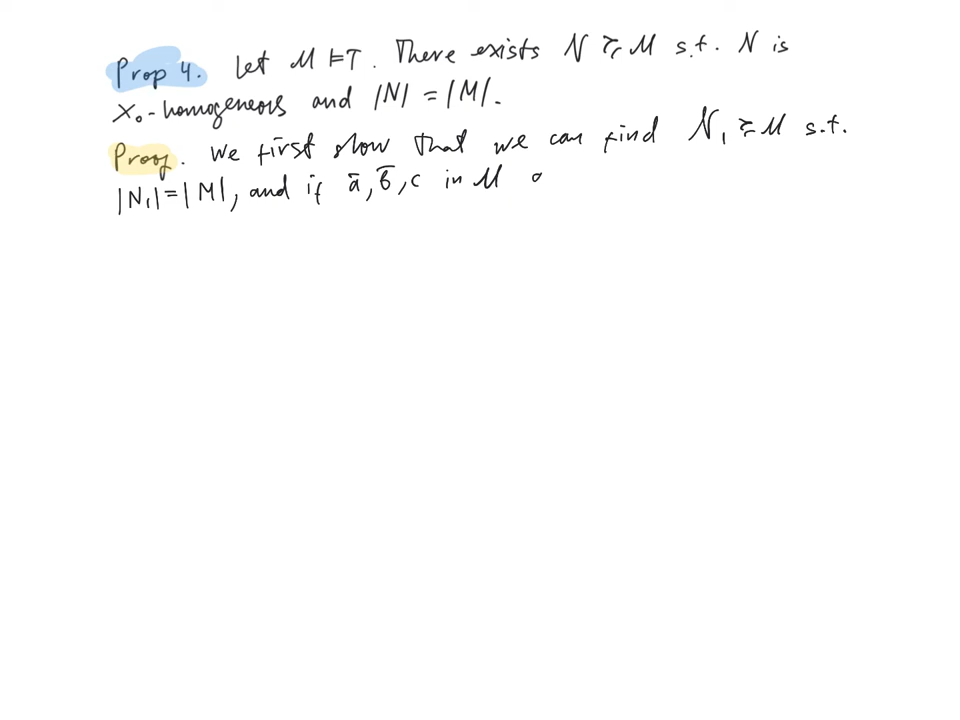 Prop 4. Let M ⊨ T. There exists N ≽ M s.t. N is
ℵ₀-homogeneous and |N| = |M|.
Proof. We first show that we can find N₁ ≽ M s.t.
|N₁| = |M|, and if ā, b̄, c in M